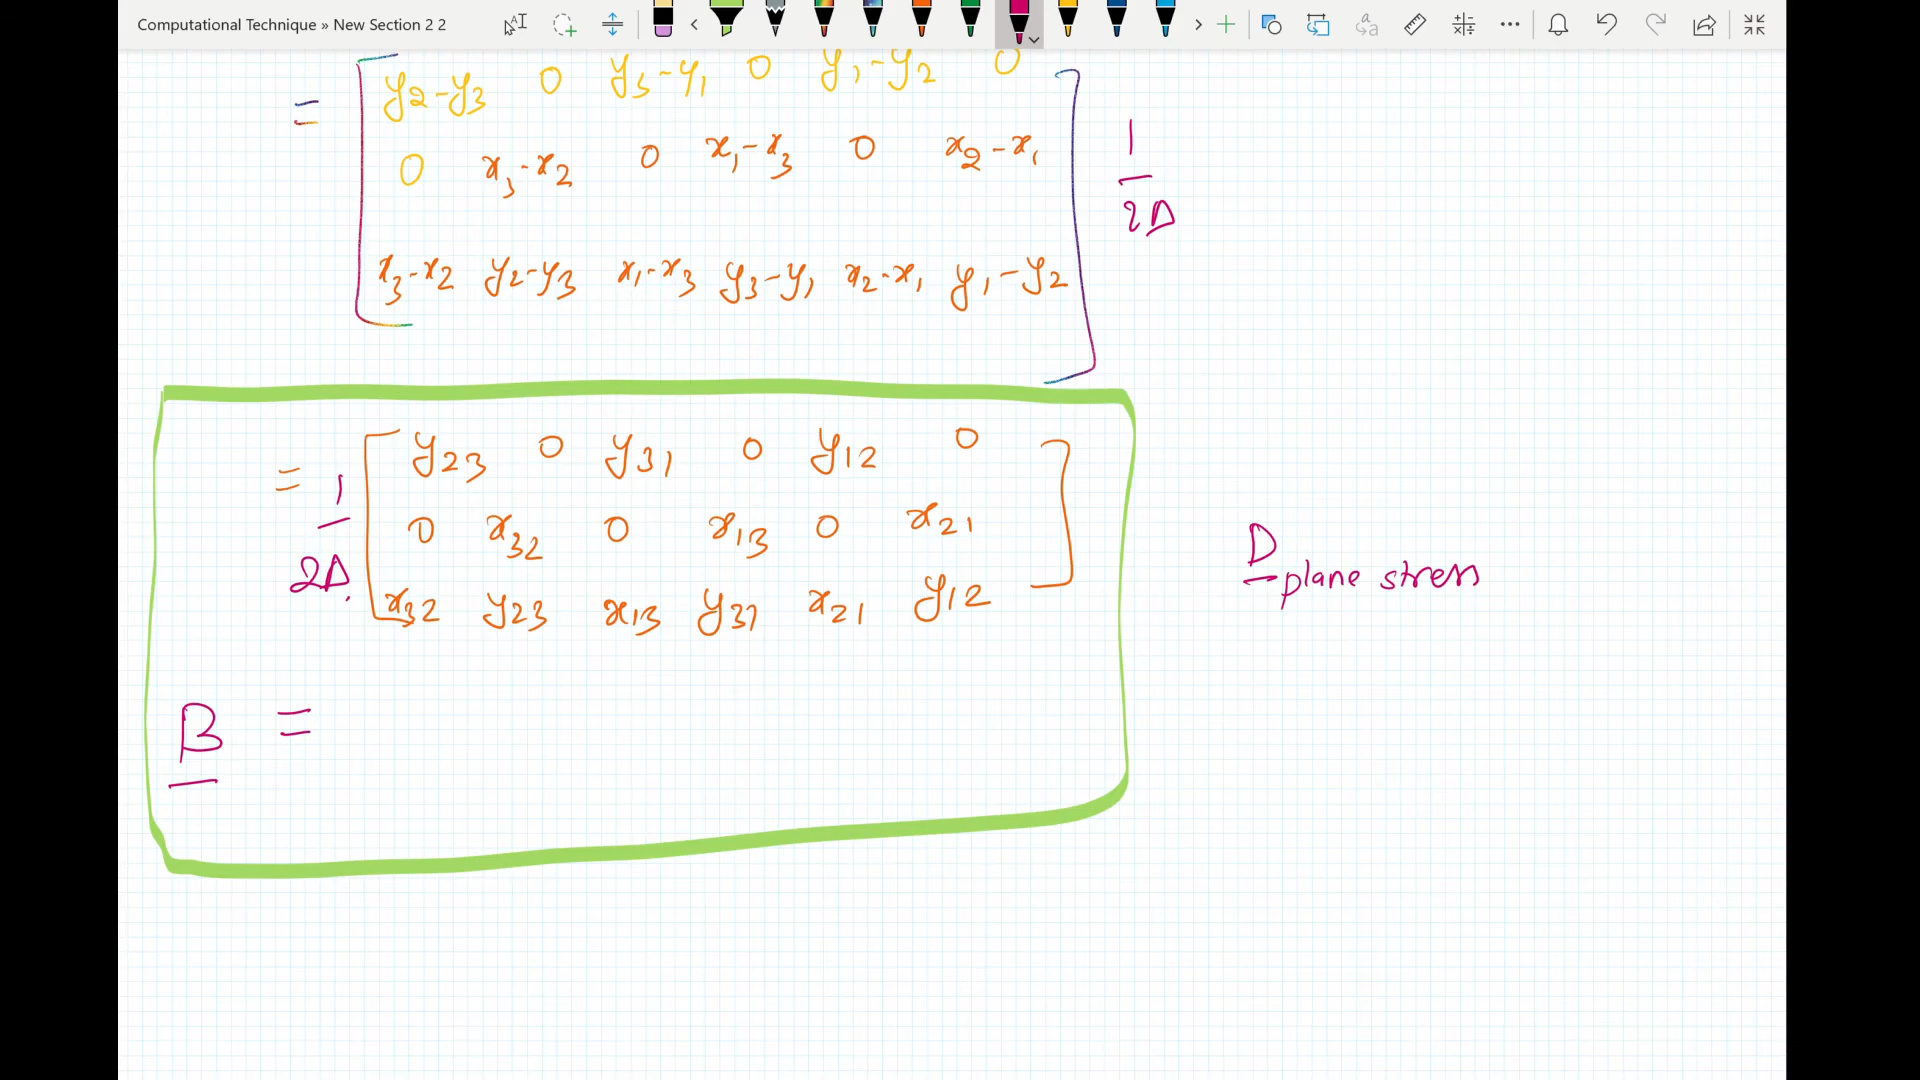 Computational Technique » New Section 2 2
= [ y2-y3 0 y3-y1 0 y1-y2 0
0 x3-x2 0 x1-x3 0 x2-x1
x3-x2 y2-y3 x1-x3 y3-y1 x2-x1 y1-y2 ] 1/2Δ
= 1/2Δ [ y23 0 y31 0 y12 0
0 x32 0 x13 0 x21
x32 y23 x13 y31 x21 y12 ]
B =
D plane stress